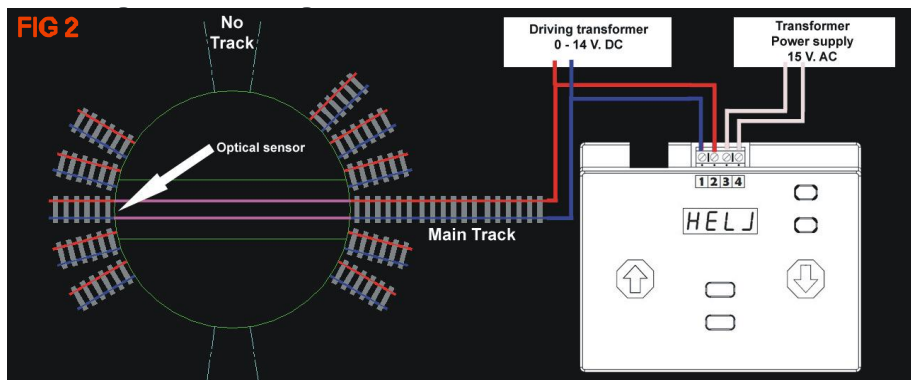 FIG 2
No
Track
Driving transformer
0 - 14 V. DC
Transformer
Power supply
15 V. AC
Optical sensor
1 2 3 4
HELJ
Main Track